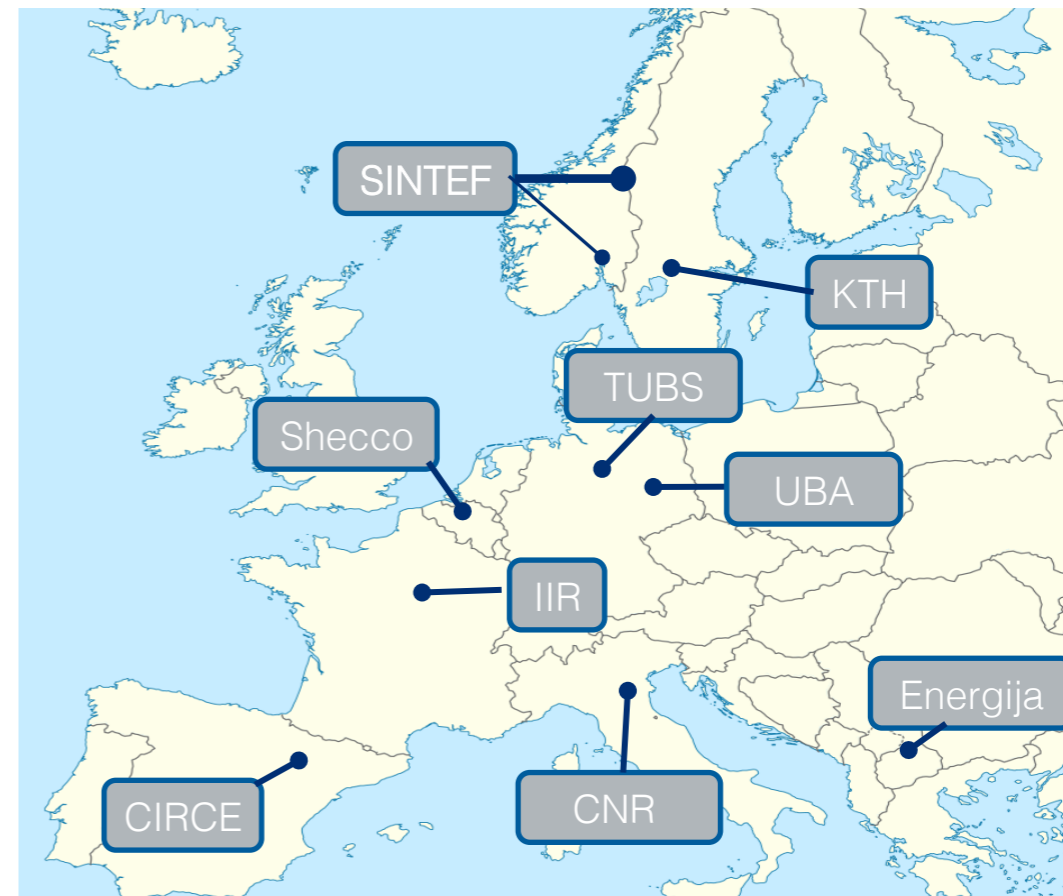 SINTEF
KTH
TUBS
Shecco
UBA
IIR
Energija
CIRCE
CNR